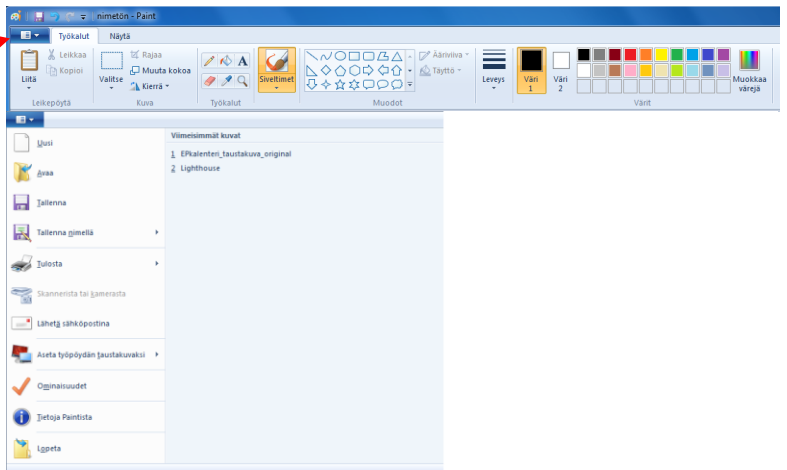 nimetön - Paint
Työkalut Näytä
Liitä
Leikkaa
Kopioi
Leikepöytä
Valitse
Rajaa
Muuta kokoa
Kierrä
Kuva
A
Työkalut
Siveltimet
Ääriviiva
Täyttö
Muodot
Leveys
Väri
1
Väri
2
Muokkaa
värejä
Värit
Uusi
Avaa
Tallenna
Tallenna nimellä
Tulosta
Skannerista tai kamerasta
Lähetä sähköpostina
Aseta työpöydän taustakuvaksi
Ominaisuudet
Tietoja Paintista
Lopeta
Viimeisimmät kuvat
1 EPkalenteri_taustakuva_original
2 Lighthouse